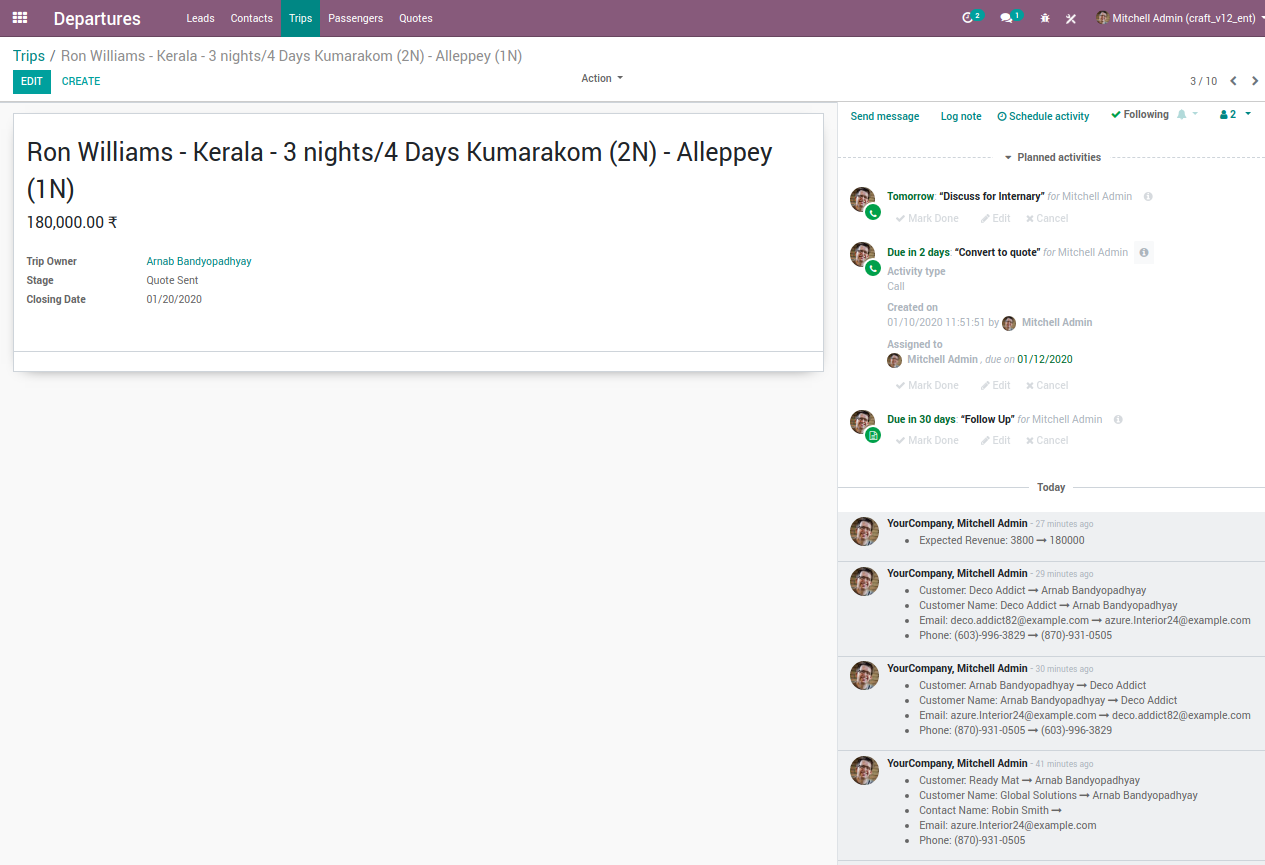 Departures Leads Contacts Trips Passengers Quotes 2 1 Mitchell Admin (craft_v12_ent)
Trips / Ron Williams - Kerala - 3 nights/4 Days Kumarakom (2N) - Alleppey (1N)
EDIT CREATE Action 3 / 10
Ron Williams - Kerala - 3 nights/4 Days Kumarakom (2N) - Alleppey
(1N)
180,000.00 ₹
Trip Owner Arnab Bandyopadhyay
Stage Quote Sent
Closing Date 01/20/2020
Send message Log note Schedule activity Following 2
Planned activities
Tomorrow: “Discuss for Internary” for Mitchell Admin
Mark Done Edit Cancel
Due in 2 days: “Convert to quote” for Mitchell Admin
Activity type
Call
Created on
01/10/2020 11:51:51 by Mitchell Admin
Assigned to
Mitchell Admin , due on 01/12/2020
Mark Done Edit Cancel
Due in 30 days: “Follow Up” for Mitchell Admin
Mark Done Edit Cancel
Today
YourCompany, Mitchell Admin - 27 minutes ago
• Expected Revenue: 3800 → 180000
YourCompany, Mitchell Admin - 29 minutes ago
• Customer: Deco Addict → Arnab Bandyopadhyay
• Customer Name: Deco Addict → Arnab Bandyopadhyay
• Email: deco.addict82@example.com → azure.Interior24@example.com
• Phone: (603)-996-3829 → (870)-931-0505
YourCompany, Mitchell Admin - 30 minutes ago
• Customer: Arnab Bandyopadhyay → Deco Addict
• Customer Name: Arnab Bandyopadhyay → Deco Addict
• Email: azure.Interior24@example.com → deco.addict82@example.com
• Phone: (870)-931-0505 → (603)-996-3829
YourCompany, Mitchell Admin - 41 minutes ago
• Customer: Ready Mat → Arnab Bandyopadhyay
• Customer Name: Global Solutions → Arnab Bandyopadhyay
• Contact Name: Robin Smith →
• Email: azure.Interior24@example.com
• Phone: (870)-931-0505